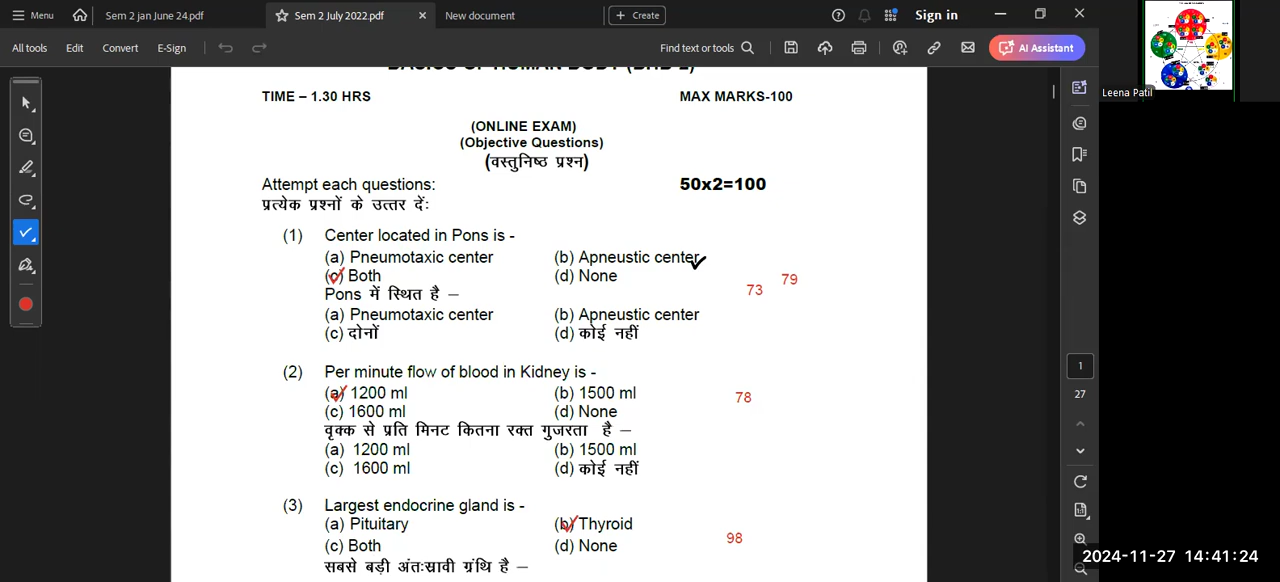 Menu Sem 2 jan June 24.pdf Sem 2 July 2022.pdf New document Create Sign in
All tools Edit Convert E-Sign Find text or tools AI Assistant
Leena Patil
TIME – 1.30 HRS MAX MARKS-100
(ONLINE EXAM)
(Objective Questions)
(वस्तुनिष्ठ प्रश्न)
Attempt each questions: 50x2=100
प्रत्येक प्रश्नों के उत्तर दें:
(1) Center located in Pons is -
(a) Pneumotaxic center (b) Apneustic center
(c) Both (d) None 79
Pons में स्थित है – 73
(a) Pneumotaxic center (b) Apneustic center
(c) दोनों (d) कोई नहीं
(2) Per minute flow of blood in Kidney is -
(a) 1200 ml (b) 1500 ml 78
(c) 1600 ml (d) None
वृक्क से प्रति मिनट कितना रक्त गुजरता है –
(a) 1200 ml (b) 1500 ml
(c) 1600 ml (d) कोई नहीं
(3) Largest endocrine gland is -
(a) Pituitary (b) Thyroid 98
(c) Both (d) None
सबसे बड़ी अंतःस्रावी ग्रंथि है –
1
27
2024-11-27 14:41:24